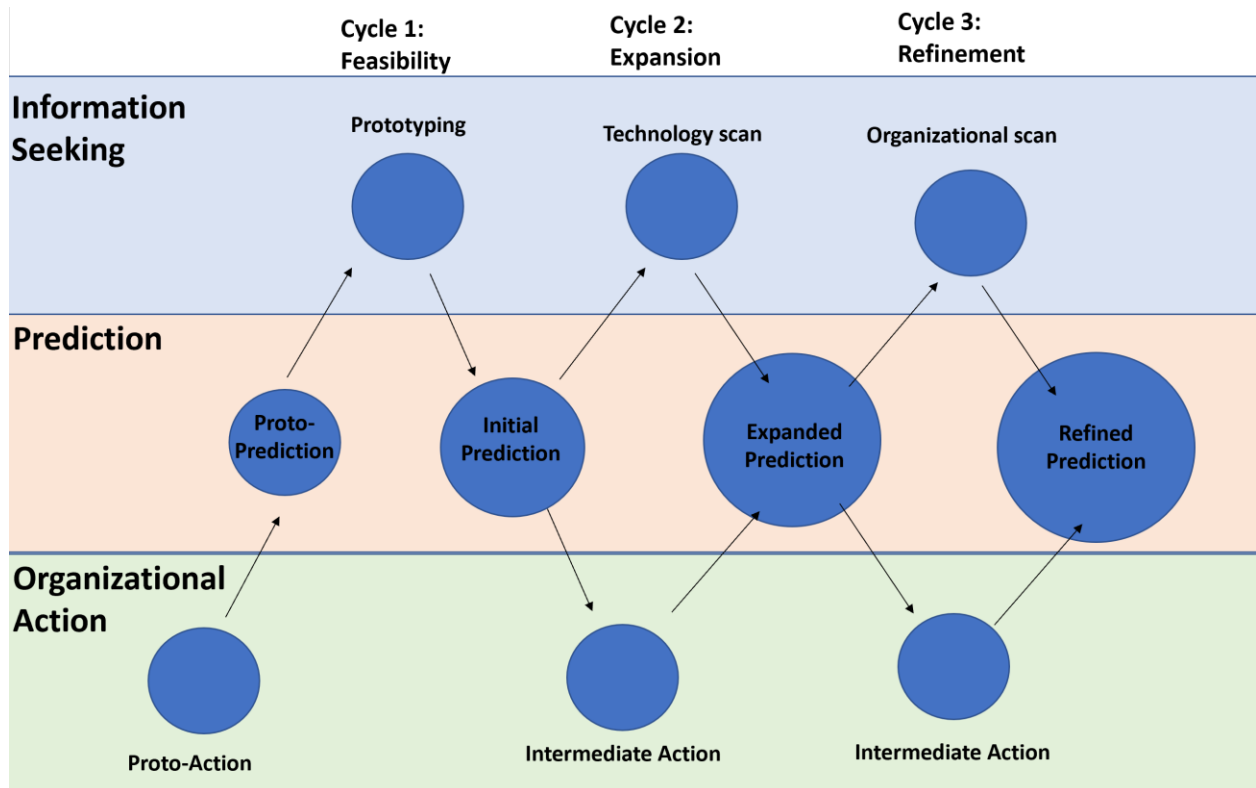 Cycle 1:
Feasibility
Cycle 2:
Expansion
Cycle 3:
Refinement
Information
Seeking
Prototyping
Technology scan
Organizational scan
Prediction
Proto-
Prediction
Initial
Prediction
Expanded
Prediction
Refined
Prediction
Organizational
Action
Proto-Action
Intermediate Action
Intermediate Action